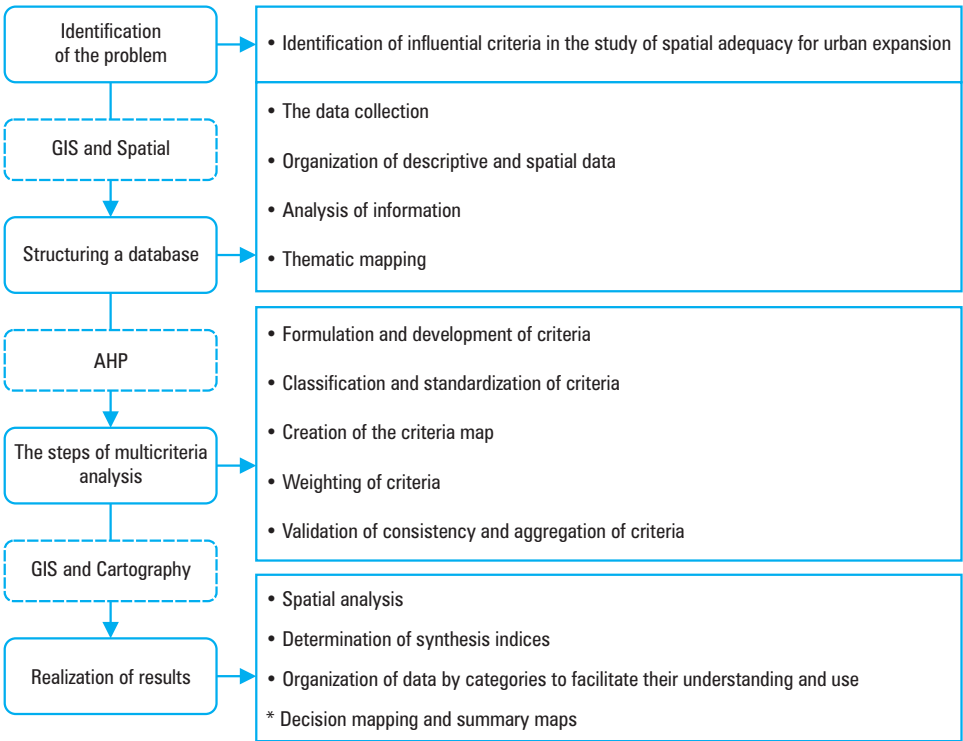 Identification
of the problem
• Identification of influential criteria in the study of spatial adequacy for urban expansion
GIS and Spatial
• The data collection
• Organization of descriptive and spatial data
• Analysis of information
• Thematic mapping
Structuring a database
AHP
• Formulation and development of criteria
• Classification and standardization of criteria
• Creation of the criteria map
• Weighting of criteria
• Validation of consistency and aggregation of criteria
The steps of multicriteria
analysis
GIS and Cartography
• Spatial analysis
• Determination of synthesis indices
• Organization of data by categories to facilitate their understanding and use
* Decision mapping and summary maps
Realization of results